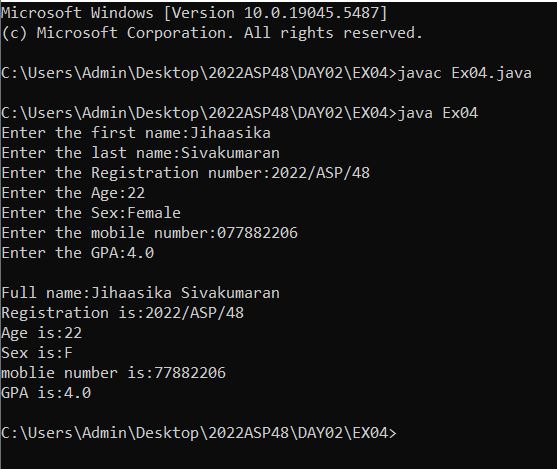 Microsoft Windows [Version 10.0.19045.5487]
(c) Microsoft Corporation. All rights reserved.
C:\Users\Admin\Desktop\2022ASP48\DAY02\EX04>javac Ex04.java
C:\Users\Admin\Desktop\2022ASP48\DAY02\EX04>java Ex04
Enter the first name:Jihaasika
Enter the last name:Sivakumaran
Enter the Registration number:2022/ASP/48
Enter the Age:22
Enter the Sex:Female
Enter the mobile number:077882206
Enter the GPA:4.0
Full name:Jihaasika Sivakumaran
Registration is:2022/ASP/48
Age is:22
Sex is:F
moblie number is:77882206
GPA is:4.0
C:\Users\Admin\Desktop\2022ASP48\DAY02\EX04>